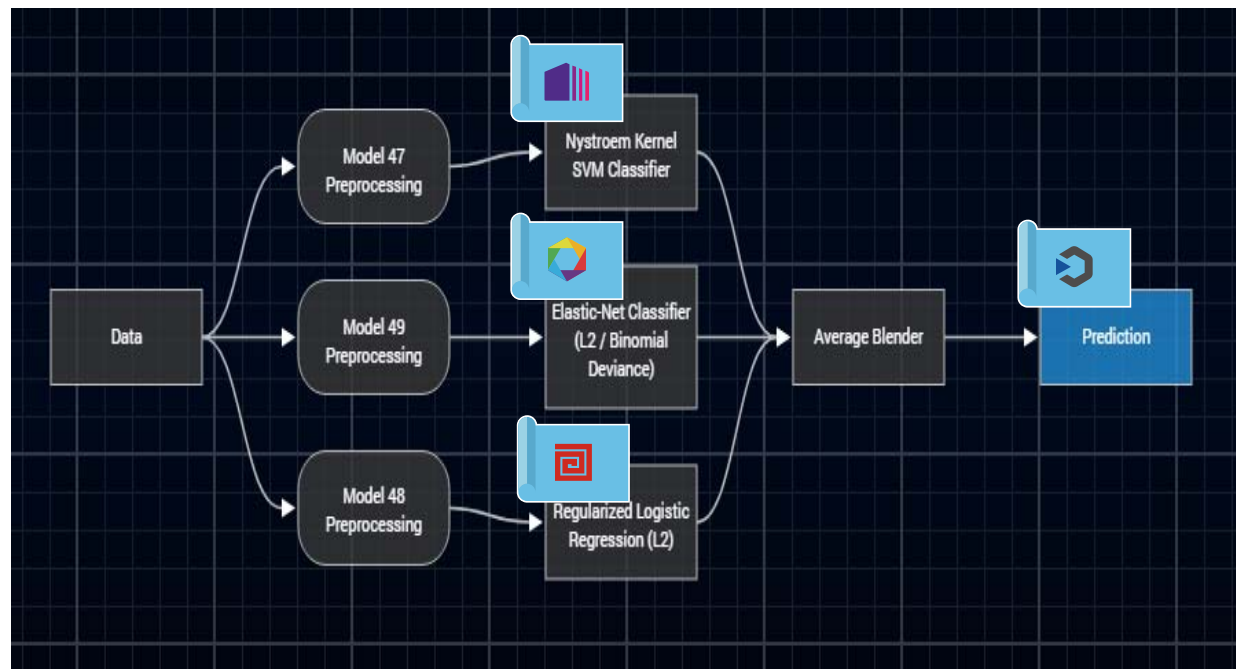 Model 47
Preprocessing
Nystroem Kernel
SVM Classifier
Data
Model 49
Preprocessing
Elastic-Net Classifier
(L2 / Binomial
Deviance)
Average Blender
Prediction
Model 48
Preprocessing
Regularized Logistic
Regression (L2)